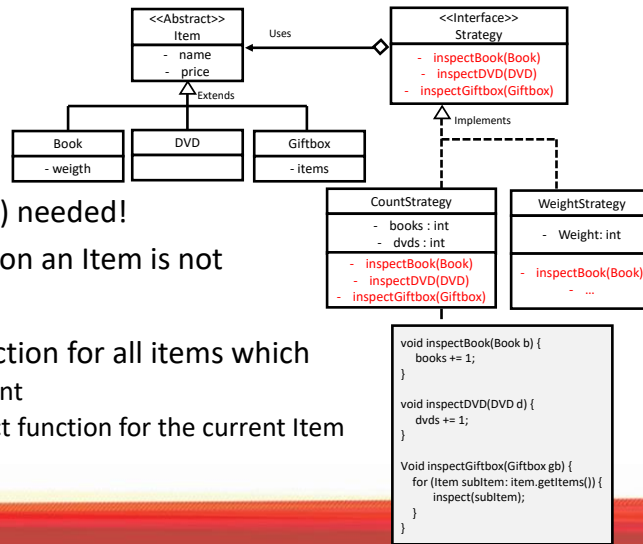 <<Abstract>>
Item
- name
- price
Uses
<<Interface>>
Strategy
- inspectBook(Book)
- inspectDVD(DVD)
- inspectGiftbox(Giftbox)
Extends
Implements
Book
- weigth
DVD
Giftbox
- items
) needed!
on an Item is not
ction for all items which
nt
ct function for the current Item
CountStrategy
- books : int
- dvds : int
- inspectBook(Book)
- inspectDVD(DVD)
- inspectGiftbox(Giftbox)
WeightStrategy
- Weight: int
- inspectBook(Book)
- ...
void inspectBook(Book b) {
books += 1;
}
void inspectDVD(DVD d) {
dvds += 1;
}
Void inspectGiftbox(Giftbox gb) {
for (Item subItem: item.getItems()) {
inspect(subItem);
}
}